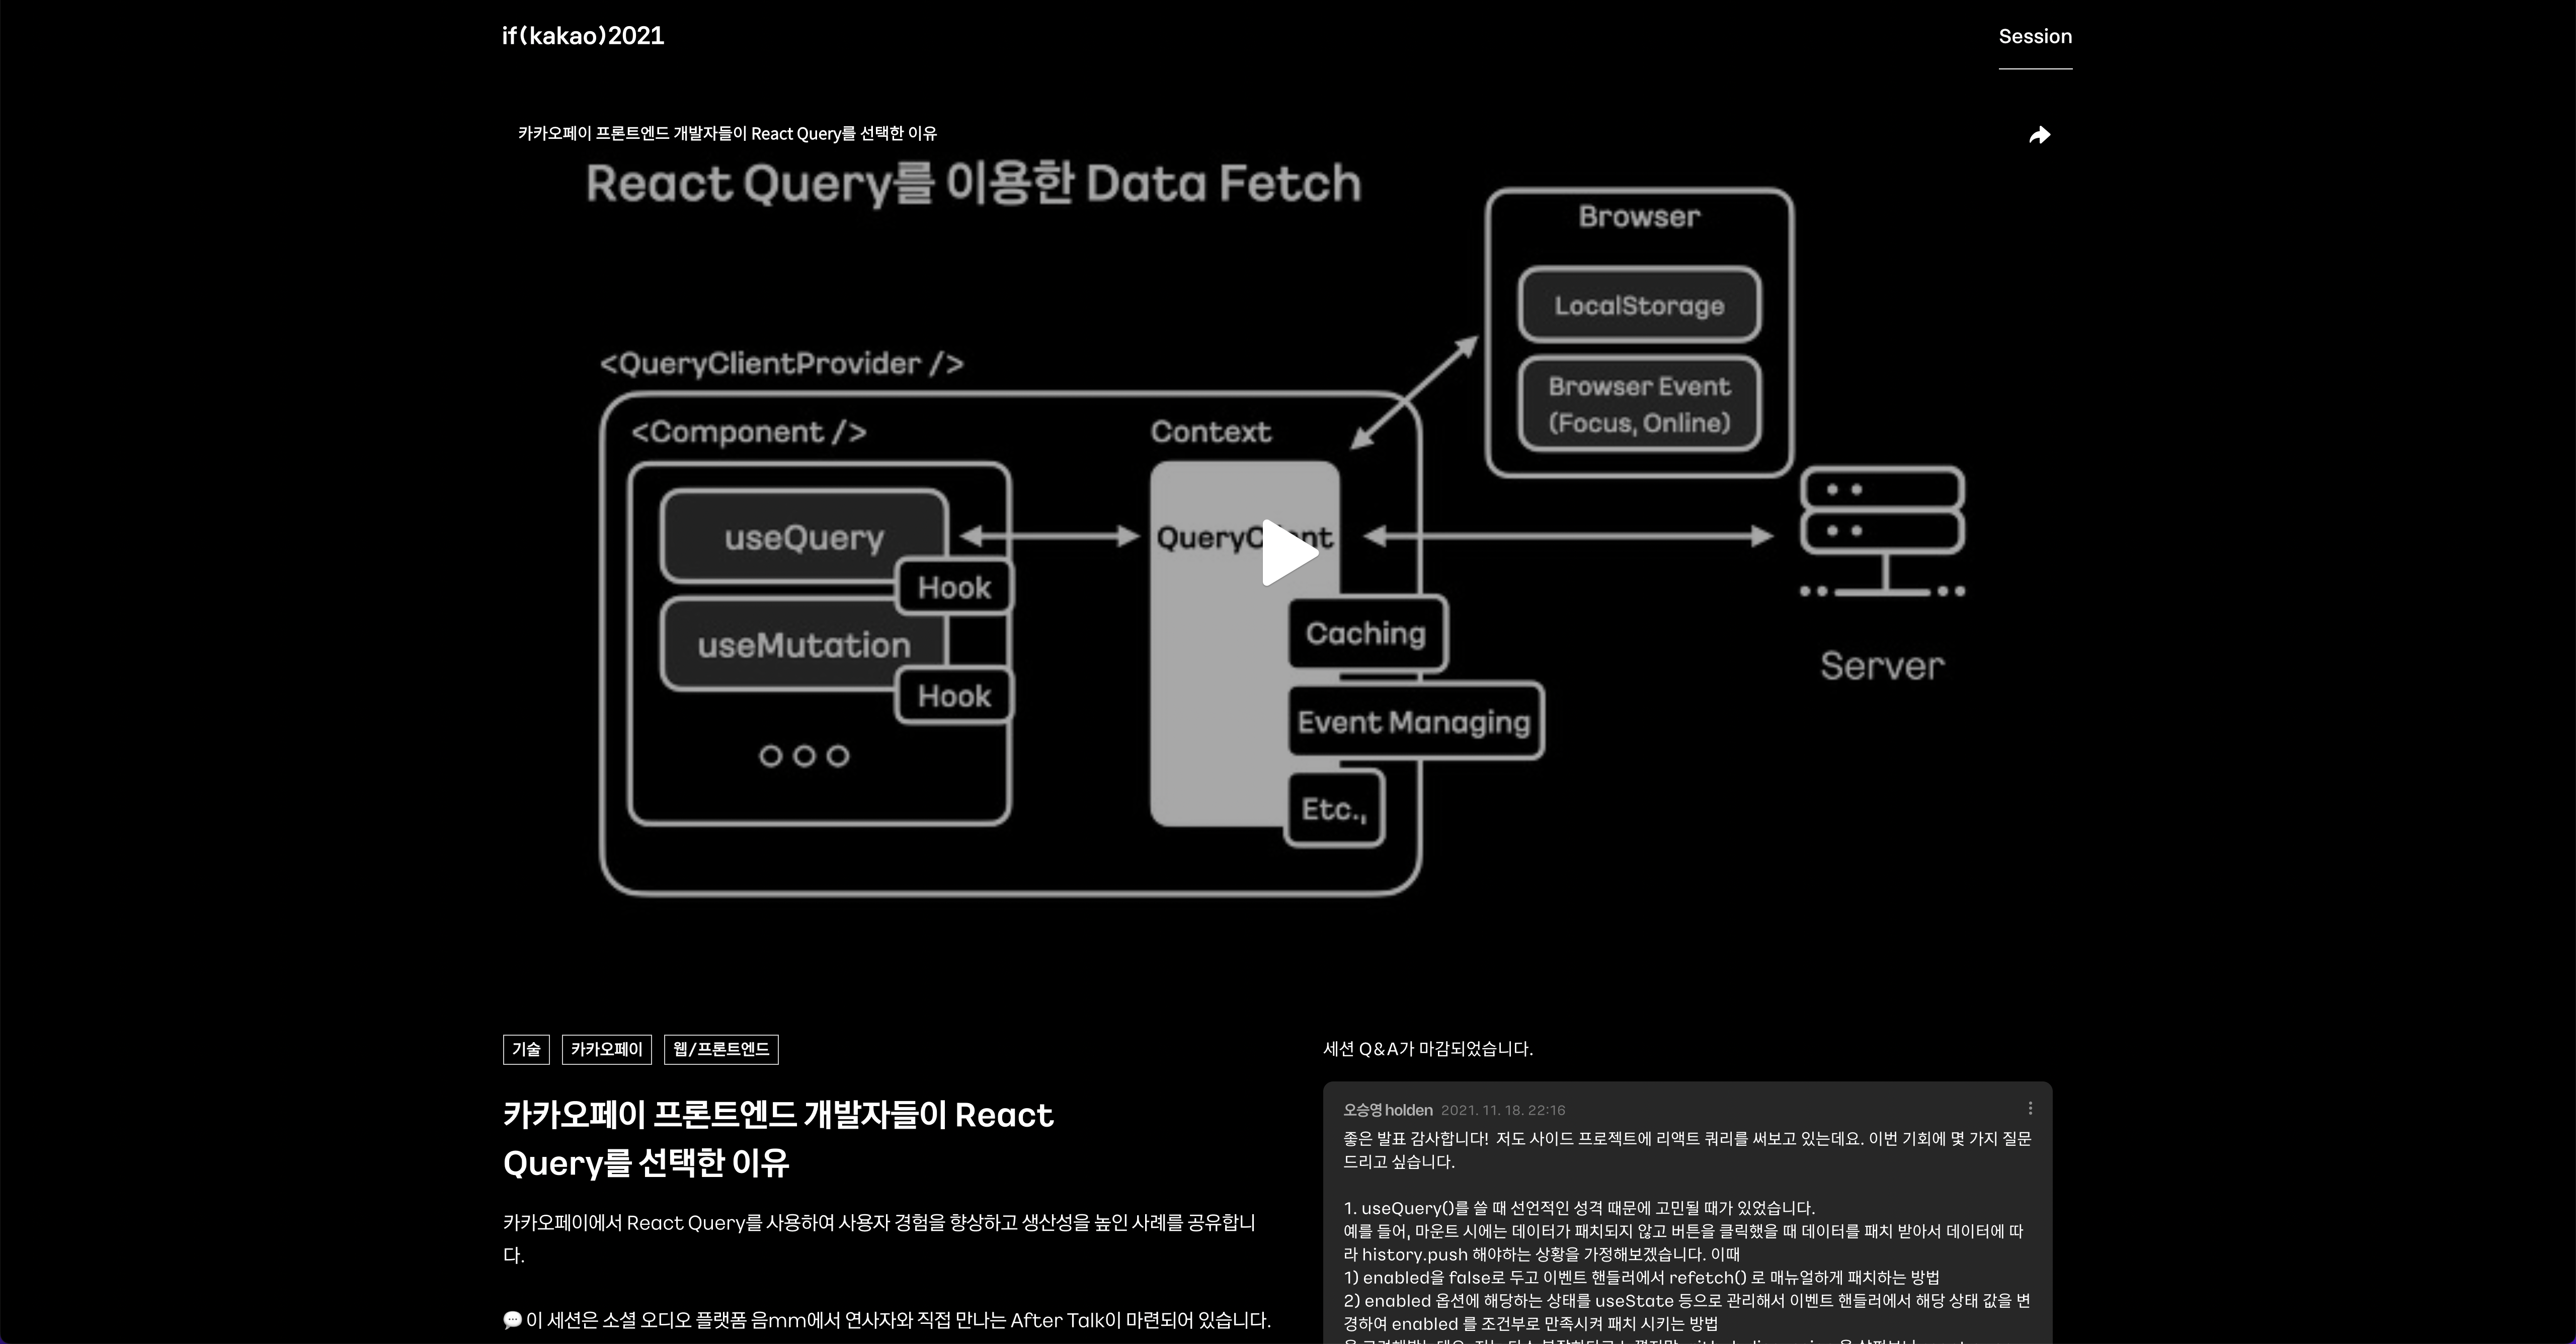 if(kakao)2021
Session
카카오페이 프론트엔드 개발자들이 React Query를 선택한 이유
React Query를 이용한 Data Fetch
Browser
LocalStorage
Browser Event
(Focus, Online)
<QueryClientProvider />
<Component />
Context
useQuery
Hook
useMutation
Hook
Caching
Event Managing
Etc.,
Server
기술
카카오페이
웹/프론트엔드
카카오페이 프론트엔드 개발자들이 React
Query를 선택한 이유
카카오페이에서 React Query를 사용하여 사용자 경험을 향상하고 생산성을 높인 사례를 공유합니
다.
💬 이 세션은 소셜 오디오 플랫폼 음mm에서 연사자와 직접 만나는 After Talk이 마련되어 있습니다.
세션 Q&A가 마감되었습니다.
오승영 holden 2021. 11. 18. 22:16
좋은 발표 감사합니다! 저도 사이드 프로젝트에 리액트 쿼리를 써보고 있는데요. 이번 기회에 몇 가지 질문
드리고 싶습니다.
1. useQuery()를 쓸 때 선언적인 성격 때문에 고민될 때가 있었습니다.
예를 들어, 마운트 시에는 데이터가 패치되지 않고 버튼을 클릭했을 때 데이터를 패치 받아서 데이터에 따
라 history.push 해야하는 상황을 가정해보겠습니다. 이때
1) enabled을 false로 두고 이벤트 핸들러에서 refetch() 로 매뉴얼하게 패치하는 방법
2) enabled 옵션에 해당하는 상태를 useState 등으로 관리해서 이벤트 핸들러에서 해당 상태 값을 변
경하여 enabled 를 조건부로 만족시켜 패치 시키는 방법